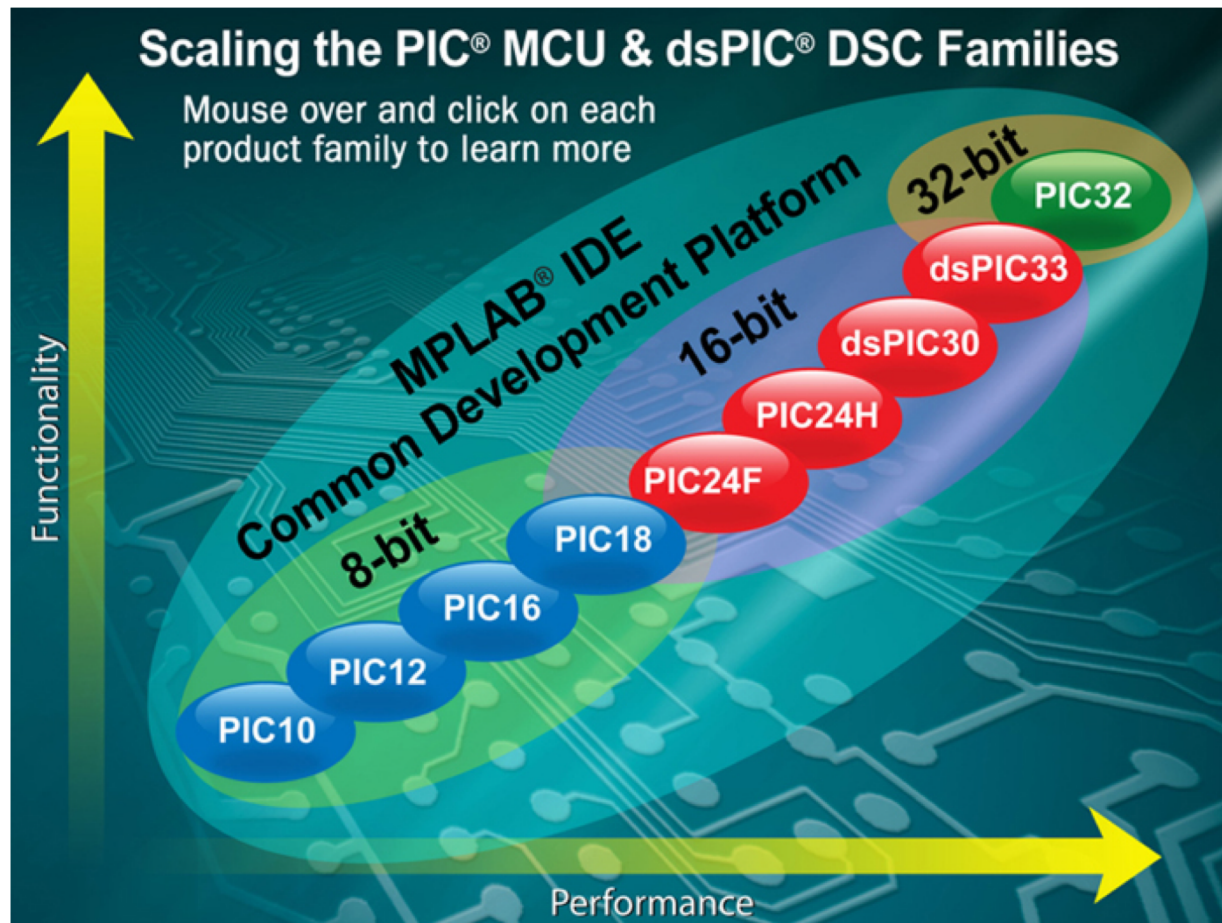 Scaling the PIC® MCU & dsPIC® DSC Families
Mouse over and click on each
product family to learn more
Functionality
MPLAB® IDE
Common Development Platform
32-bit
PIC32
dsPIC33
16-bit
dsPIC30
PIC24H
PIC24F
8-bit
PIC18
PIC16
PIC12
PIC10
Performance